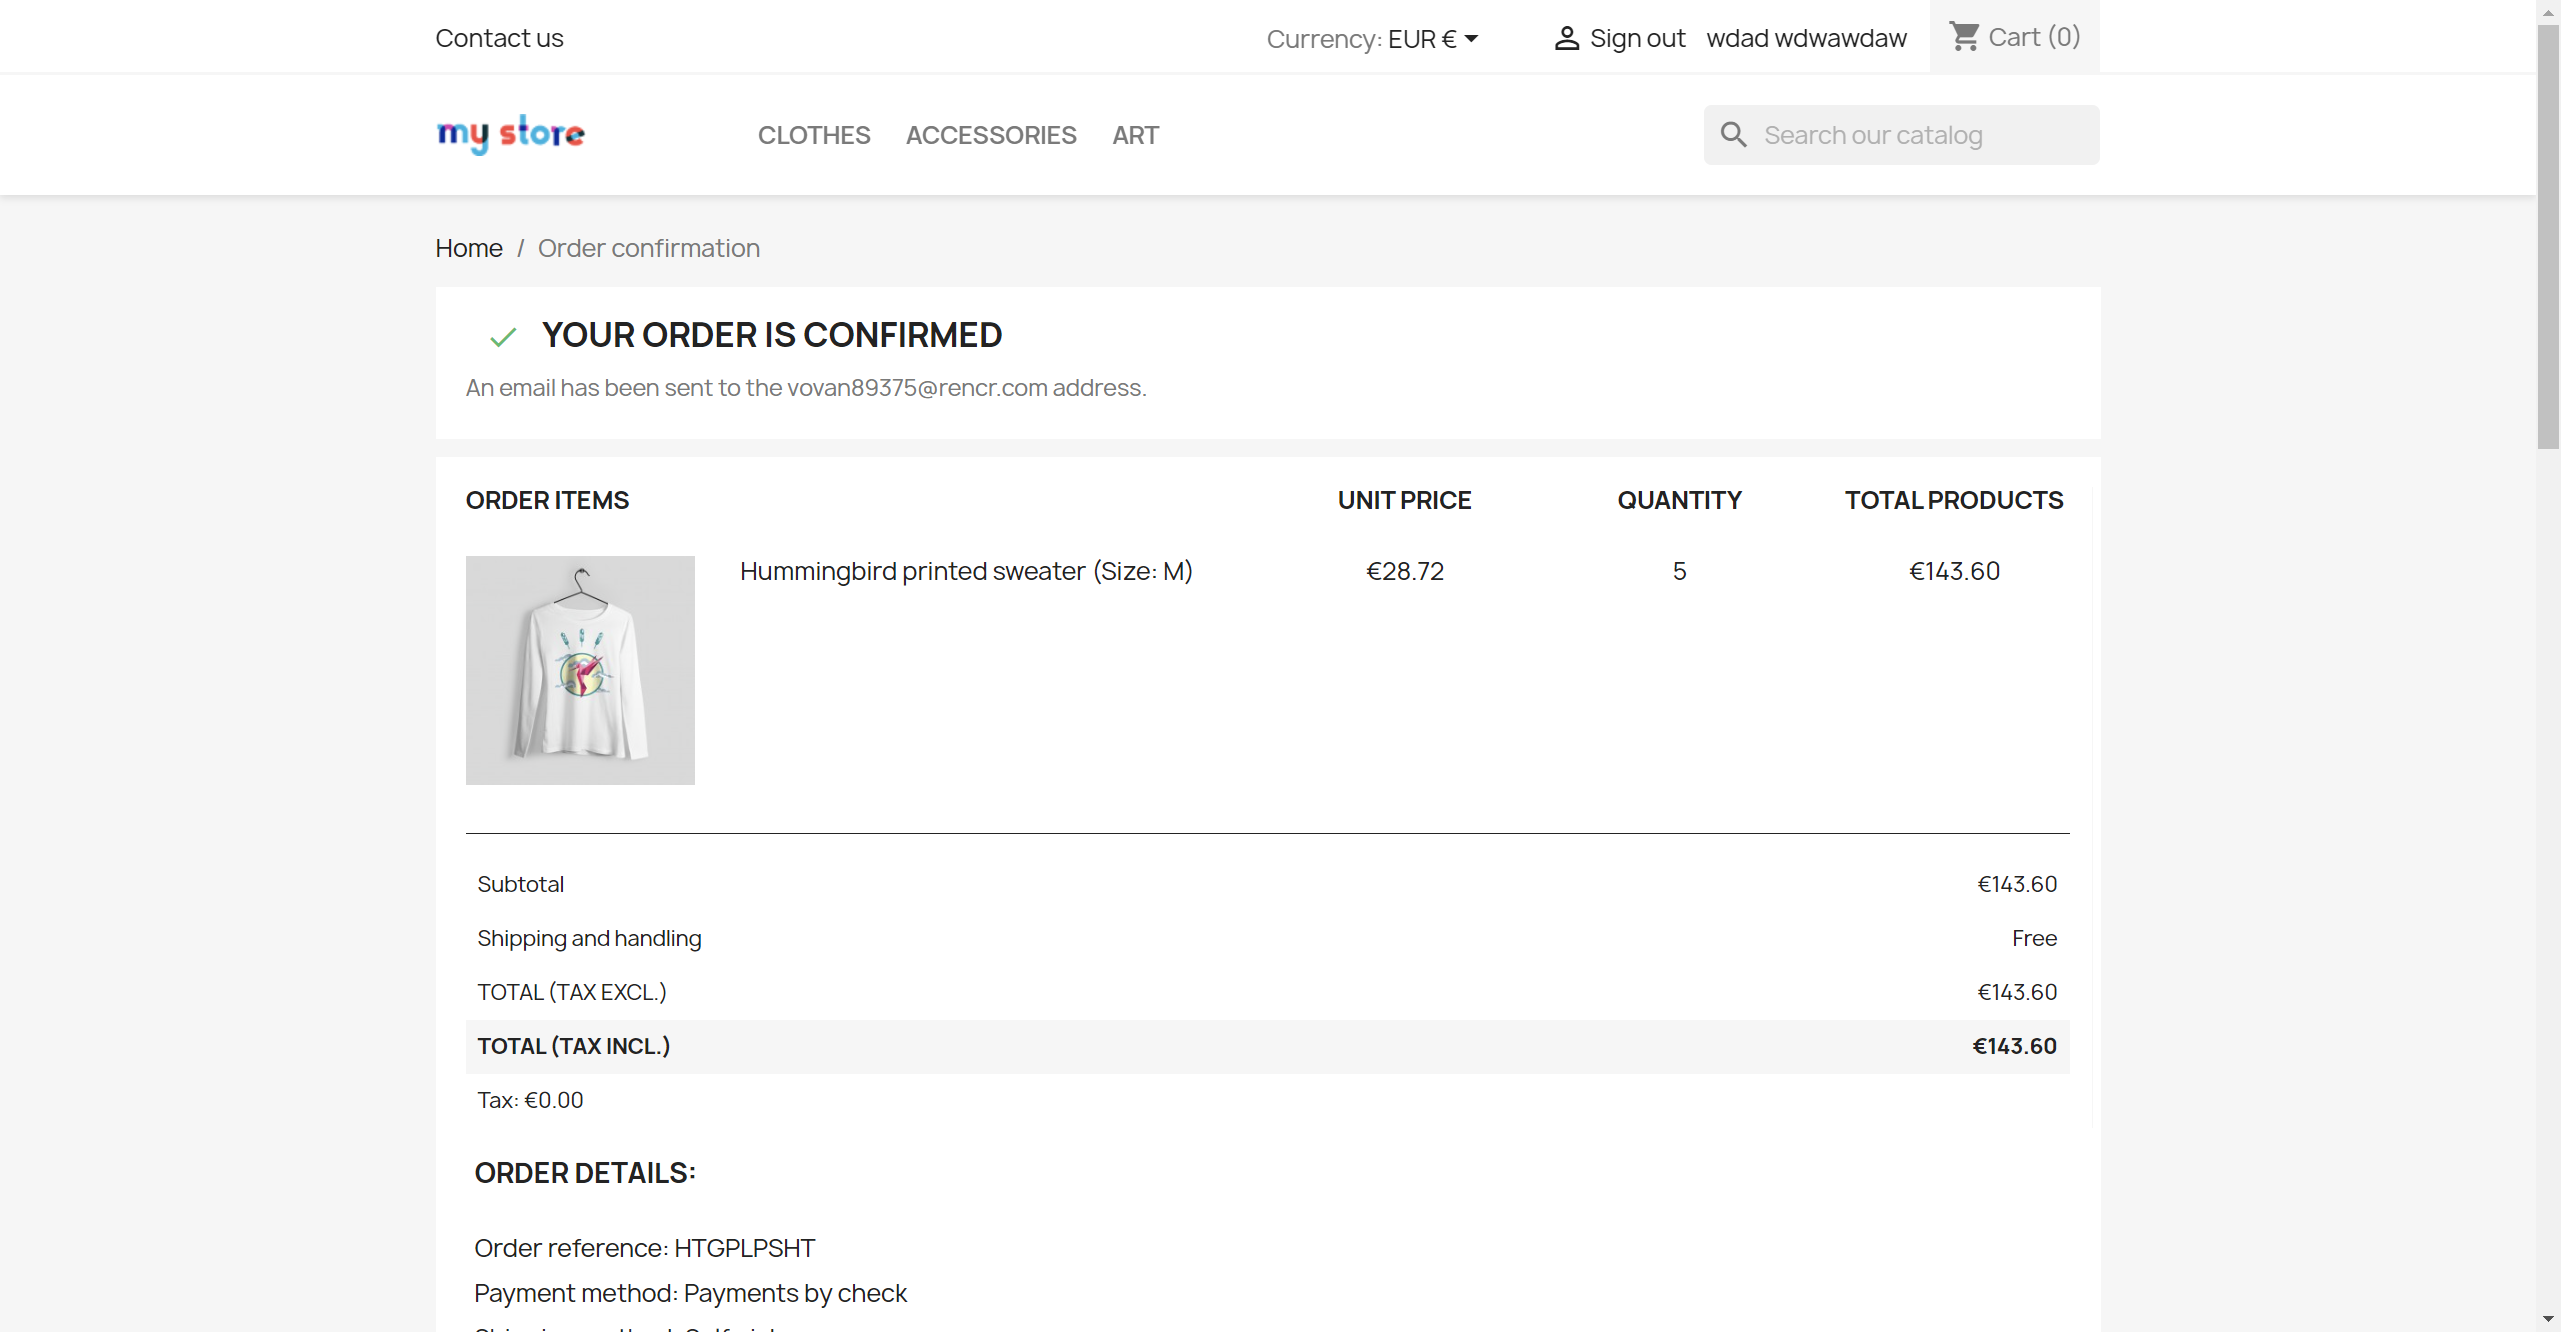 Contact us
Currency: EUR €
Sign out
wdad wdwawdaw
Cart (0)
my store
CLOTHES
ACCESSORIES
ART
Search our catalog
Home / Order confirmation
YOUR ORDER IS CONFIRMED
An email has been sent to the vovan89375@rencr.com address.
ORDER ITEMS
UNIT PRICE
QUANTITY
TOTAL PRODUCTS
Hummingbird printed sweater (Size: M)
€28.72
5
€143.60
Subtotal
€143.60
Shipping and handling
Free
TOTAL (TAX EXCL.)
€143.60
TOTAL (TAX INCL.)
€143.60
Tax: €0.00
ORDER DETAILS:
Order reference: HTGPLPSHT
Payment method: Payments by check